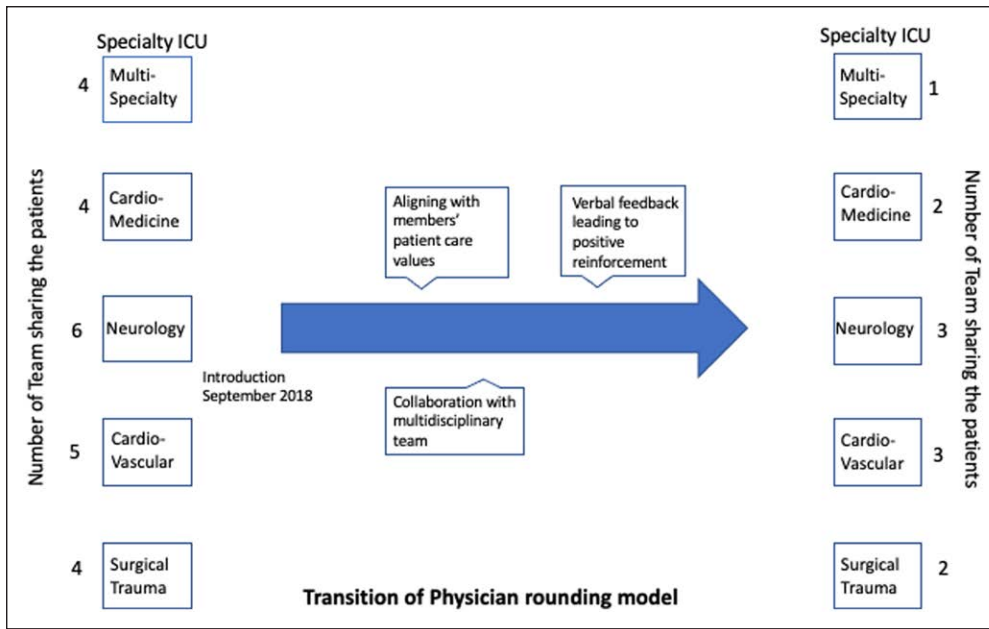 Specialty ICU
4
Multi-
Specialty
4
Cardio-
Medicine
6
Neurology
5
Cardio-
Vascular
4
Surgical
Trauma
Number of Team sharing the patients
Introduction
September 2018
Aligning with
members'
patient care
values
Verbal feedback
leading to
positive
reinforcement
Collaboration with
multidisciplinary
team
Specialty ICU
Multi-
Specialty
1
Cardio-
Medicine
2
Neurology
3
Cardio-
Vascular
3
Surgical
Trauma
2
Number of Team sharing the patients
Transition of Physician rounding model